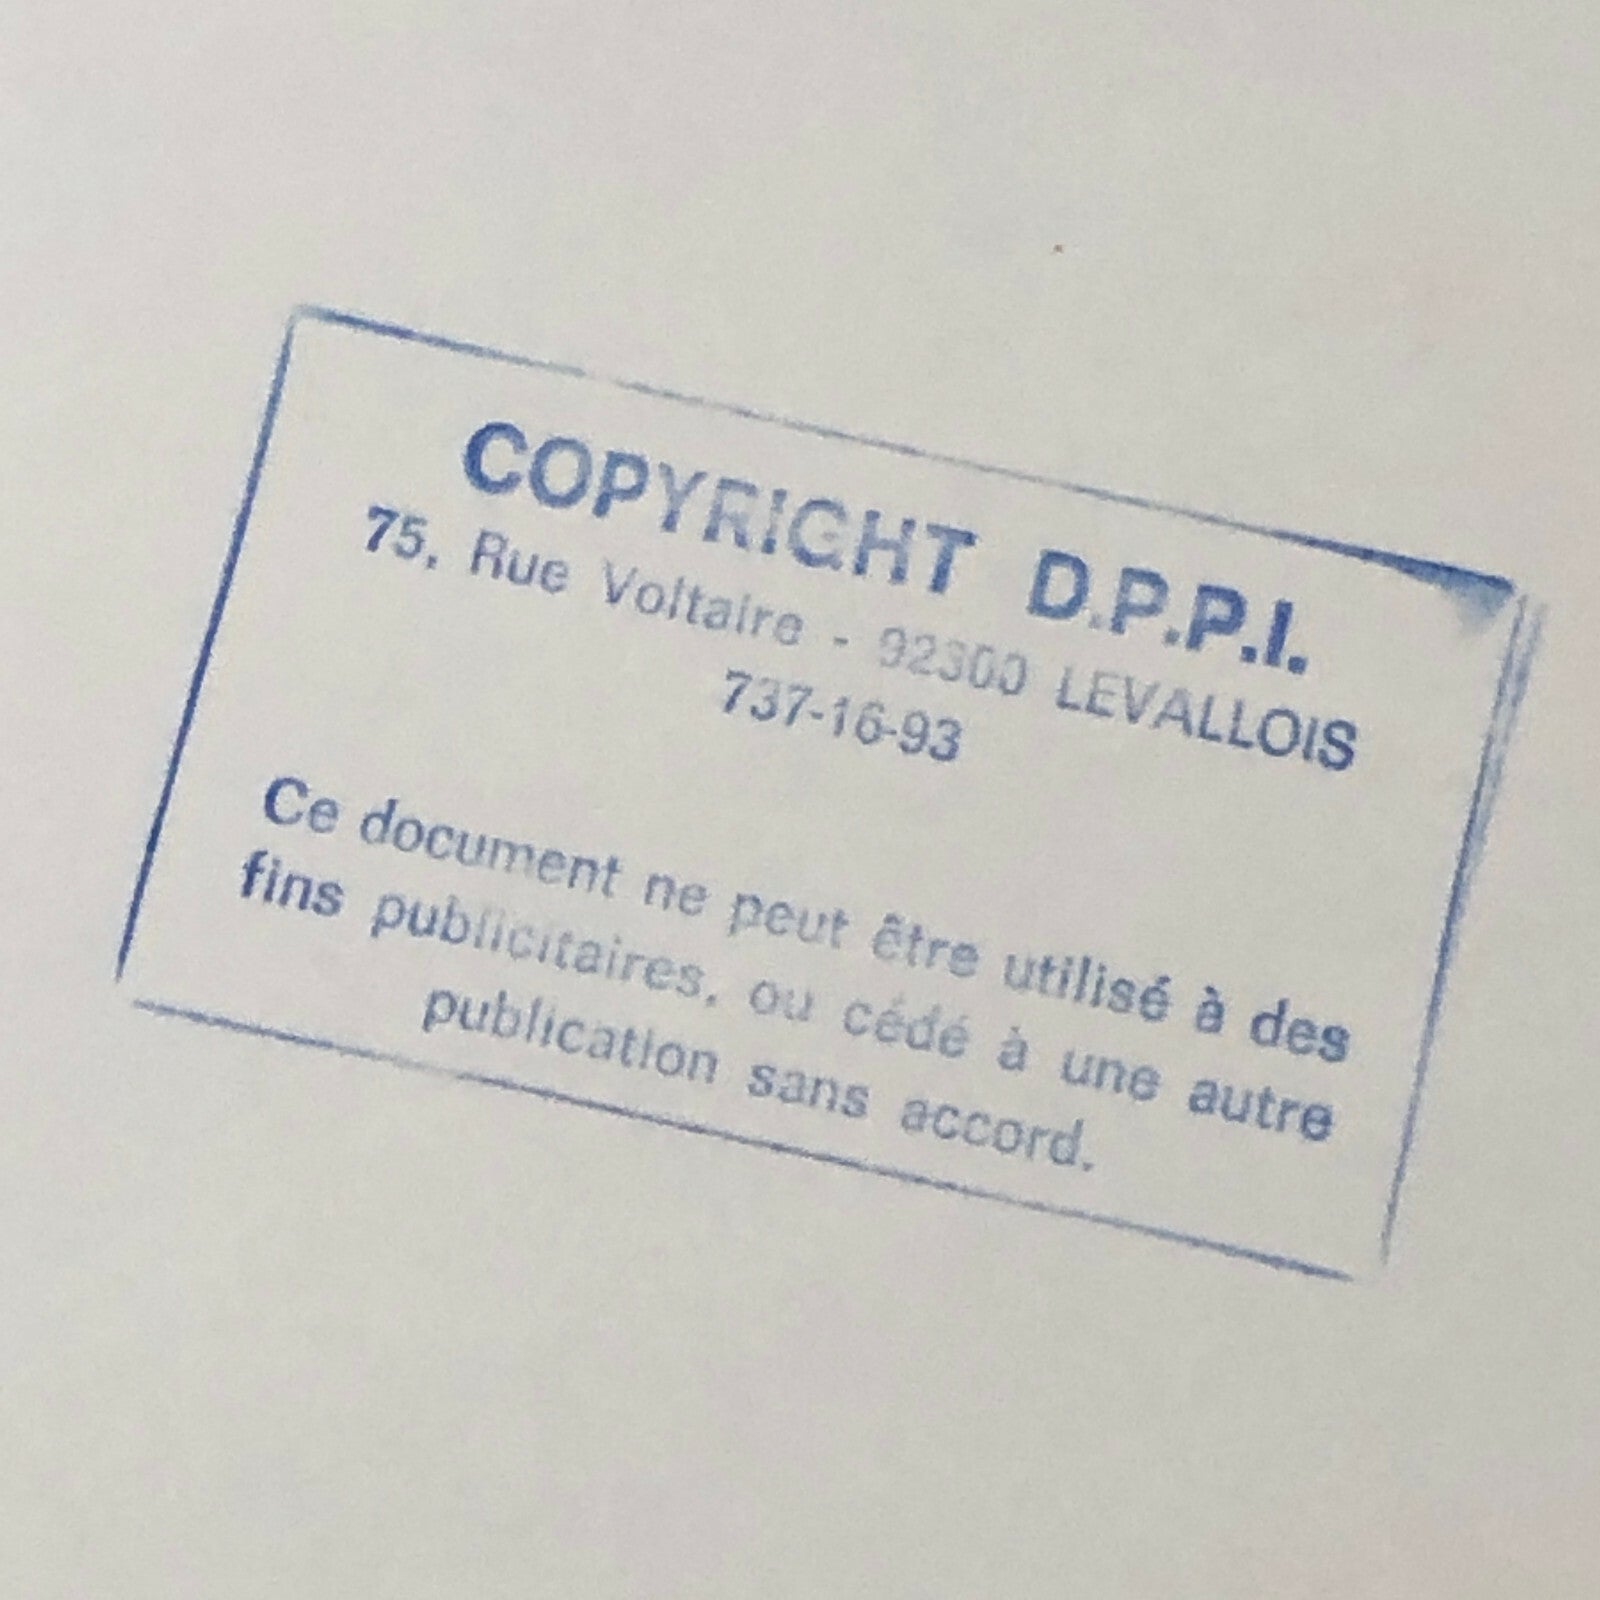 COPYRIGHT D.P.P.I.
75, Rue Voltaire - 92300 LEVALLOIS
737-16-93
Ce document ne peut être utilisé à des
fins publicitaires, ou cédé à une autre
publication sans accord.